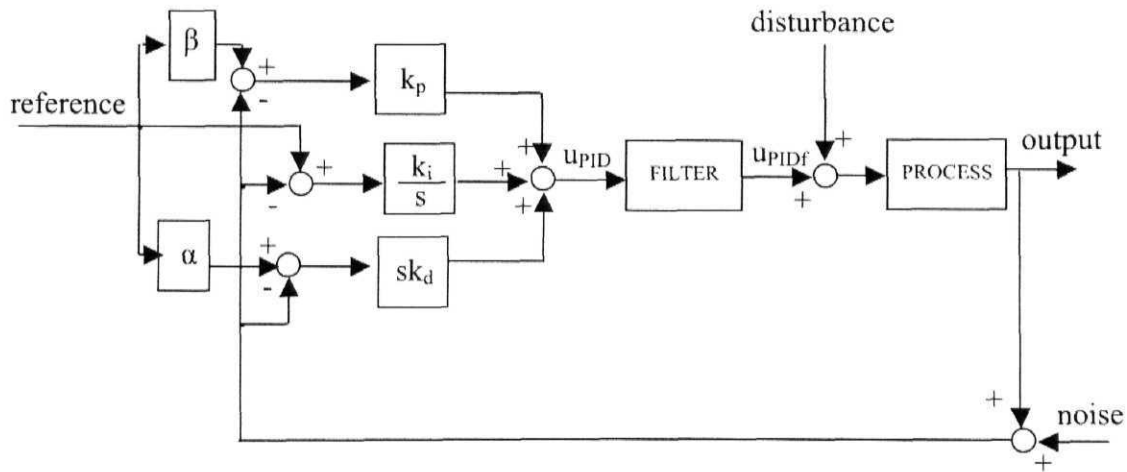 disturbance
β
+
-
k_p
reference
+
+
output
+
-
k_i
s
+
+
u_PID
FILTER
u_PIDf
+
PROCESS
+
-
α
sk_d
+
noise
+